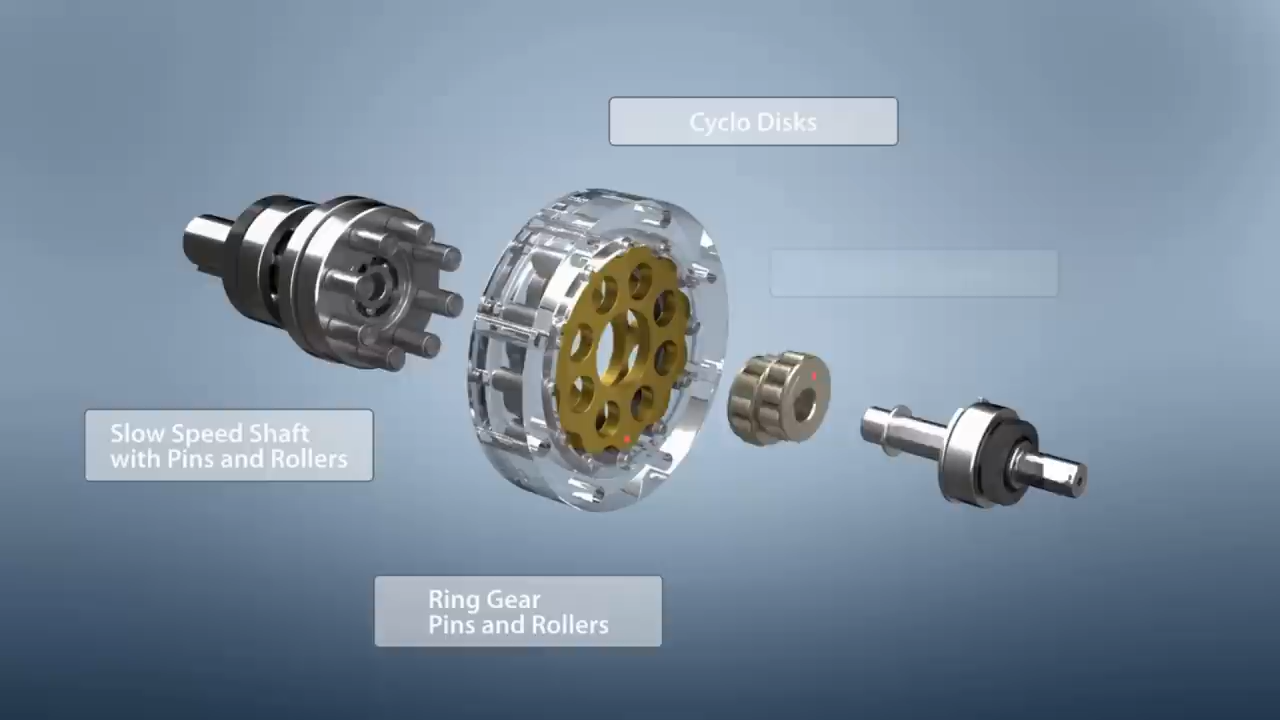 Cyclo Disks
Slow Speed Shaft
with Pins and Rollers
Ring Gear
Pins and Rollers